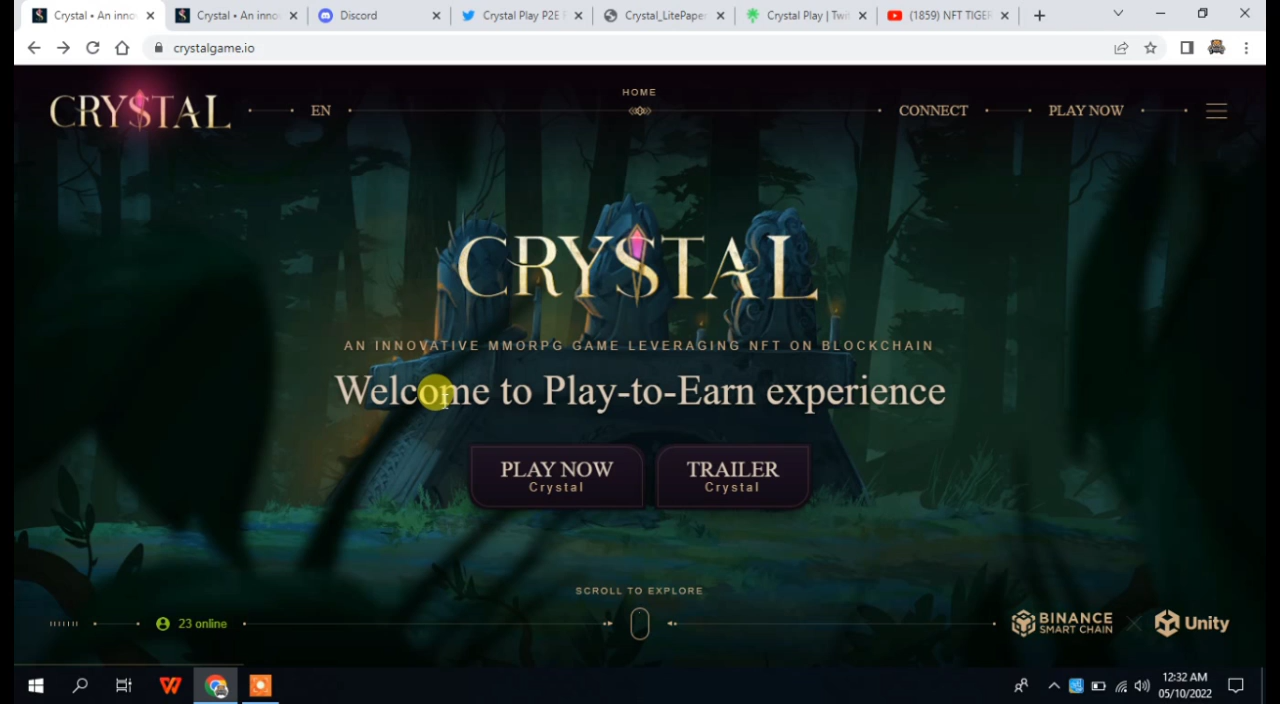 Crystal • An inno
Crystal • An inno
Discord
Crystal Play P2E F
Crystal_LitePaper
Crystal Play | Twi
(1859) NFT TIGER
crystalgame.io
HOME
CRYSTAL
EN
CONNECT
PLAY NOW
CRYSTAL
AN INNOVATIVE MMORPG GAME LEVERAGING NFT ON BLOCKCHAIN
Welcome to Play-to-Earn experience
PLAY NOW
Crystal
TRAILER
Crystal
SCROLL TO EXPLORE
23 online
BINANCE
SMART CHAIN
Unity
12:32 AM
05/10/2022